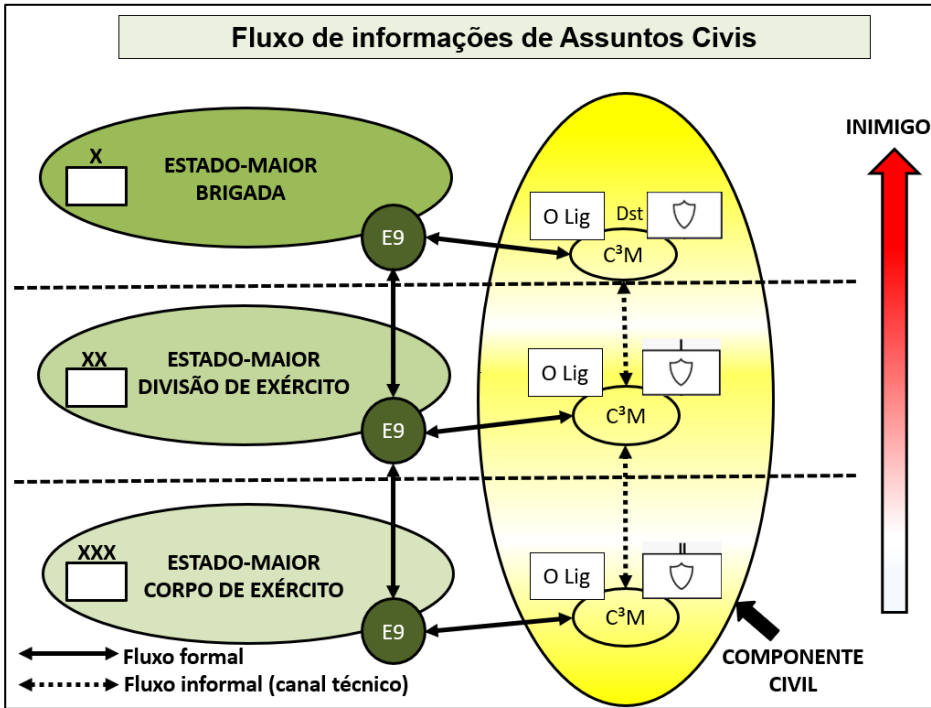 Fluxo de informações de Assuntos Civis
INIMIGO
X
ESTADO-MAIOR
BRIGADA
E9
O Lig
Dst
C³M
XX
ESTADO-MAIOR
DIVISÃO DE EXÉRCITO
E9
O Lig
I
C³M
XXX
ESTADO-MAIOR
CORPO DE EXÉRCITO
E9
O Lig
II
C³M
Fluxo formal
Fluxo informal (canal técnico)
COMPONENTE
CIVIL